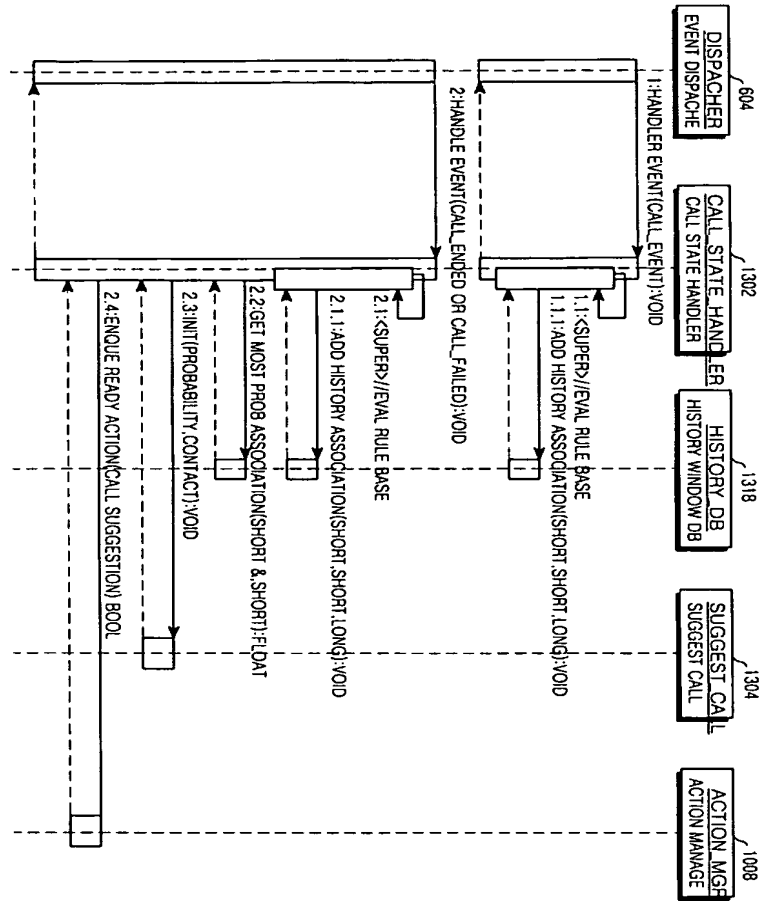 604
DISPACHER
EVENT DISPACHE
1302
CALL_STATE_HANDLER
CALL STATE HANDLER
1318
HISTORY_DB
HISTORY WINDOW DB
1304
SUGGEST_CALL
SUGGEST CALL
1008
ACTION_MGR
ACTION MANAGE
1:HANDLER EVENT(CALL_EVENT):VOID
1.1:<SUPER>//EVAL RULE BASE
1.1.1:ADD HISTORY ASSOCIATION(SHORT,SHORT,LONG):VOID
2:HANDLE EVENT(CALL_ENDED OR CALL_FAILED):VOID
2.1:<SUPER>//EVAL RULE BASE
2.1.1:ADD HISTORY ASSOCIATION(SHORT,SHORT,LONG):VOID
2.2:GET MOST PROB ASSOCIATION(SHORT &,SHORT):FLOAT
2.3:INIT(PROBABILITY,CONTACT):VOID
2.4:ENQUE READY ACTION(CALL SUGGESTION) BOOL